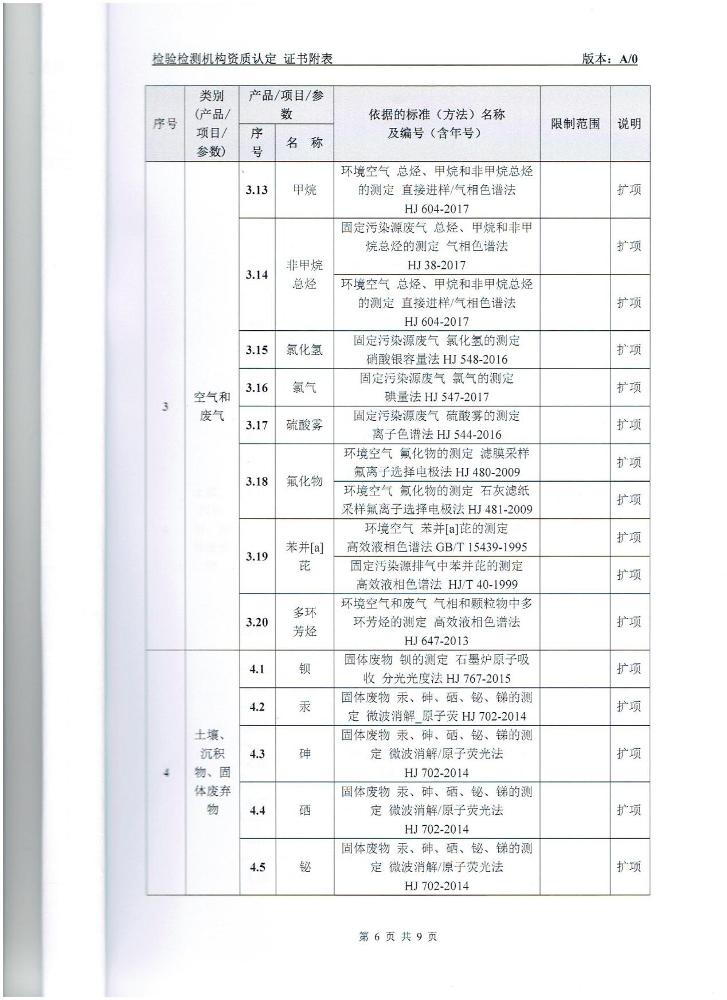 检验检测机构资质认定 证书附表 版本：A/0
序号
类别
(产品/
项目/
参数)
产品/项目/参
数
序
号
名 称
依据的标准（方法）名称
及编号（含年号）
限制范围
说明
3
空气和
废气
3.13
甲烷
环境空气 总烃、甲烷和非甲烷总烃
的测定 直接进样/气相色谱法
HJ 604-2017
扩项
3.14
非甲烷
总烃
固定污染源废气 总烃、甲烷和非甲
烷总烃的测定 气相色谱法
HJ 38-2017
扩项
环境空气 总烃、甲烷和非甲烷总烃
的测定 直接进样/气相色谱法
HJ 604-2017
扩项
3.15
氯化氢
固定污染源废气 氯化氢的测定
硝酸银容量法 HJ 548-2016
扩项
3.16
氯气
固定污染源废气 氯气的测定
碘量法 HJ 547-2017
扩项
3.17
硫酸雾
固定污染源废气 硫酸雾的测定
离子色谱法 HJ 544-2016
扩项
3.18
氟化物
环境空气 氟化物的测定 滤膜采样
氟离子选择电极法 HJ 480-2009
扩项
环境空气 氟化物的测定 石灰滤纸
采样氟离子选择电极法 HJ 481-2009
扩项
3.19
苯并[a]
芘
环境空气 苯并[a]芘的测定
高效液相色谱法 GB/T 15439-1995
扩项
固定污染源排气中苯并芘的测定
高效液相色谱法 HJ/T 40-1999
扩项
3.20
多环
芳烃
环境空气和废气 气相和颗粒物中多
环芳烃的测定 高效液相色谱法
HJ 647-2013
扩项
4
土壤、
沉积
物、固
体废弃
物
4.1
钡
固体废物 钡的测定 石墨炉原子吸
收 分光光度法 HJ 767-2015
扩项
4.2
汞
固体废物 汞、砷、硒、铋、锑的测
定 微波消解_原子荧 HJ 702-2014
扩项
4.3
砷
固体废物 汞、砷、硒、铋、锑的测
定 微波消解/原子荧光法
HJ 702-2014
扩项
4.4
硒
固体废物 汞、砷、硒、铋、锑的测
定 微波消解/原子荧光法
HJ 702-2014
扩项
4.5
铋
固体废物 汞、砷、硒、铋、锑的测
定 微波消解/原子荧光法
HJ 702-2014
扩项
第 6 页 共 9 页